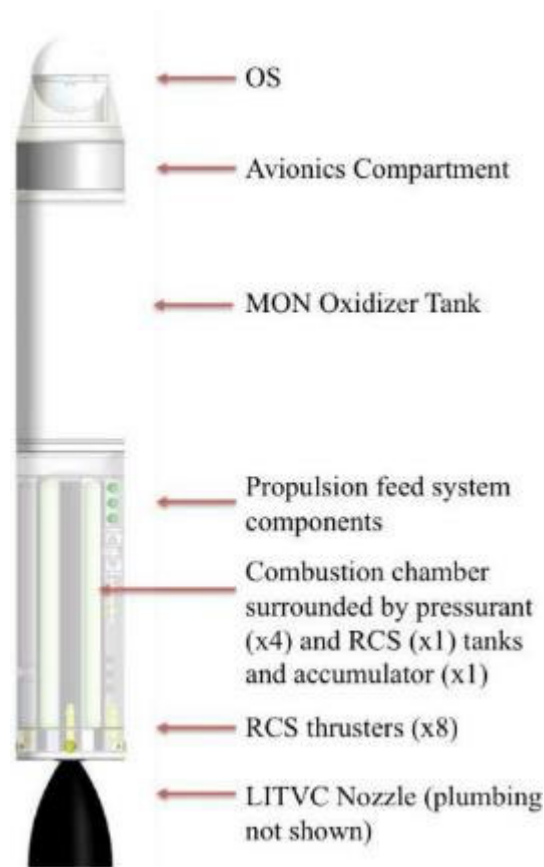 OS
Avionics Compartment
MON Oxidizer Tank
Propulsion feed system
components
Combustion chamber
surrounded by pressurant
(x4) and RCS (x1) tanks
and accumulator (x1)
RCS thrusters (x8)
LITVC Nozzle (plumbing
not shown)